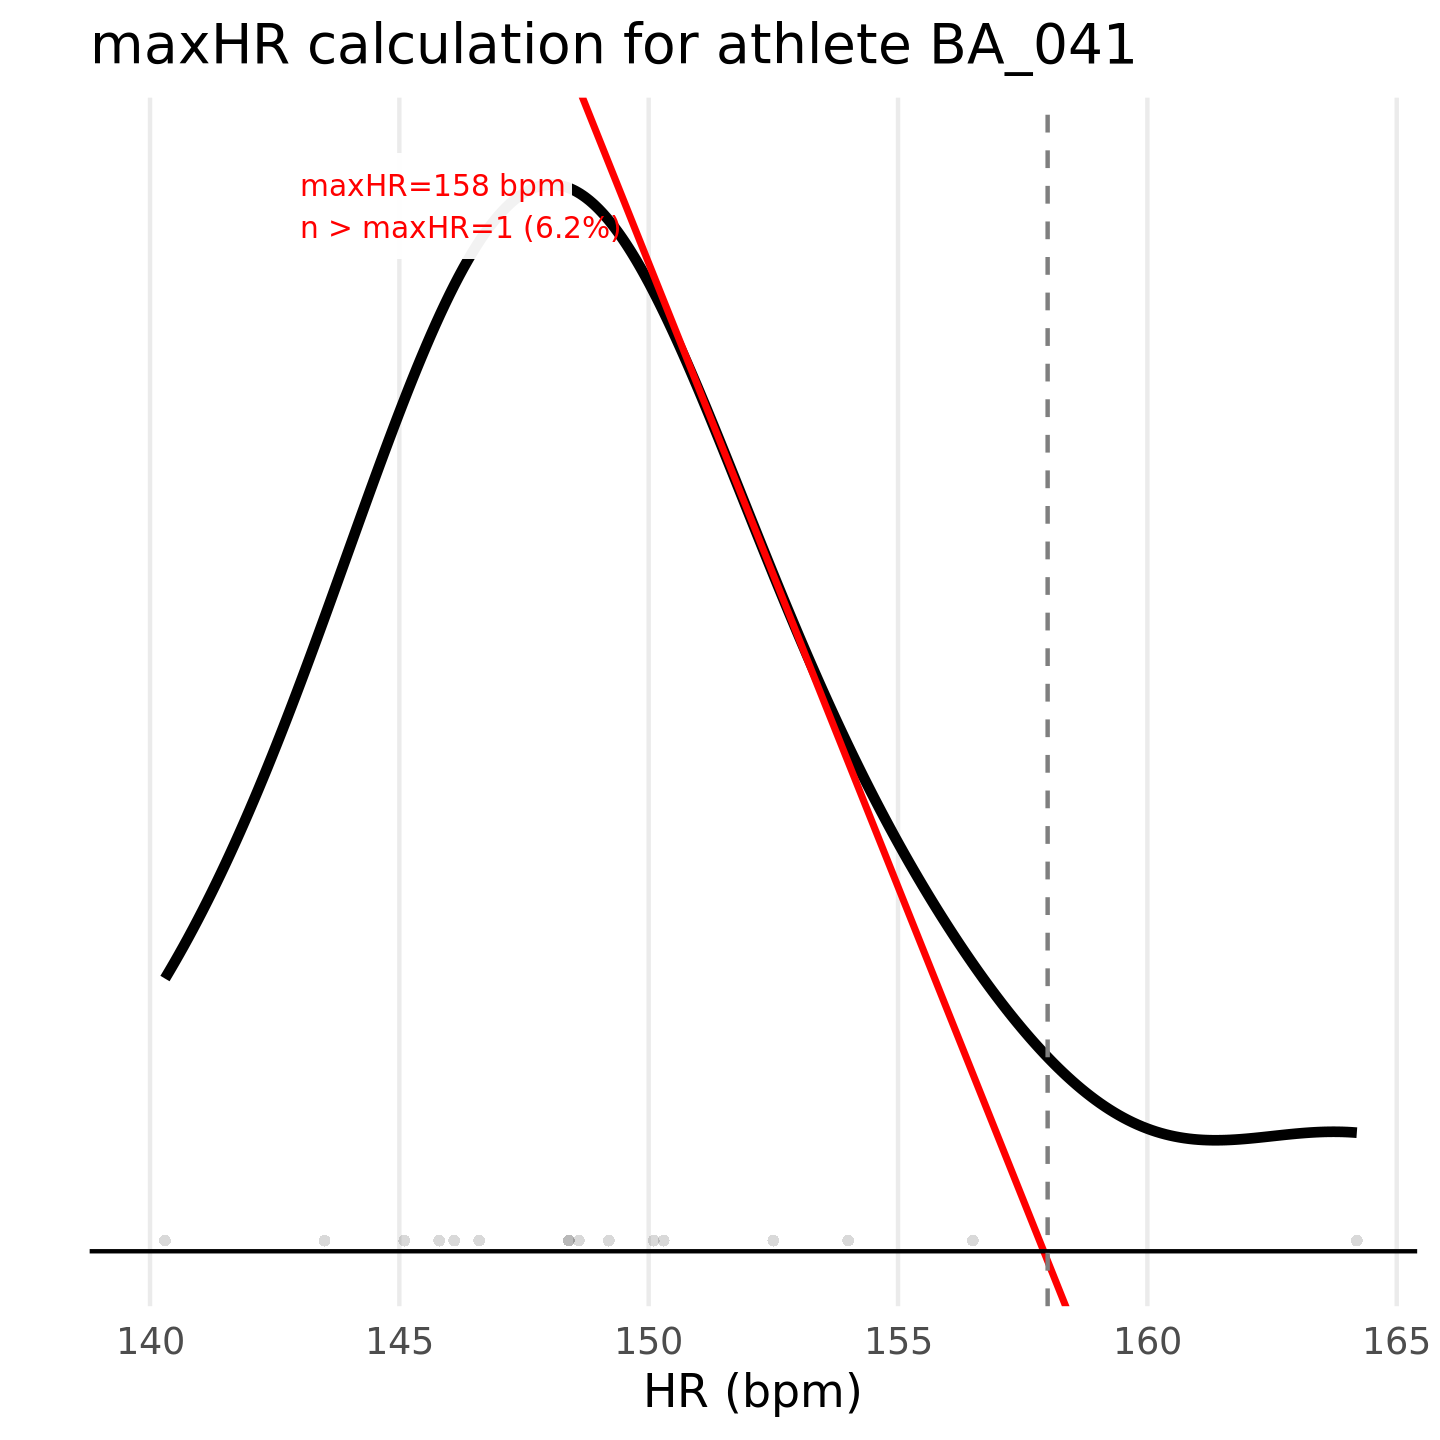 maxHR calculation for athlete BA_041
maxHR=158 bpm
n > maxHR=1 (6.2%)
140 145 150 155 160 165
HR (bpm)